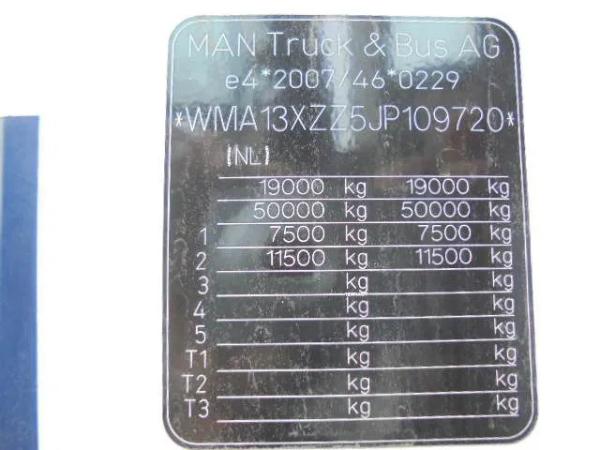 MAN Truck & Bus AG
e4*2007/46*0229
*WMA13XZZ5JP109720*
(NL)
19000 kg 19000 kg
50000 kg 50000 kg
1 7500 kg 7500 kg
2 11500 kg 11500 kg
3 kg kg
4 kg kg
5 kg kg
T1 kg kg
T2 kg kg
T3 kg kg